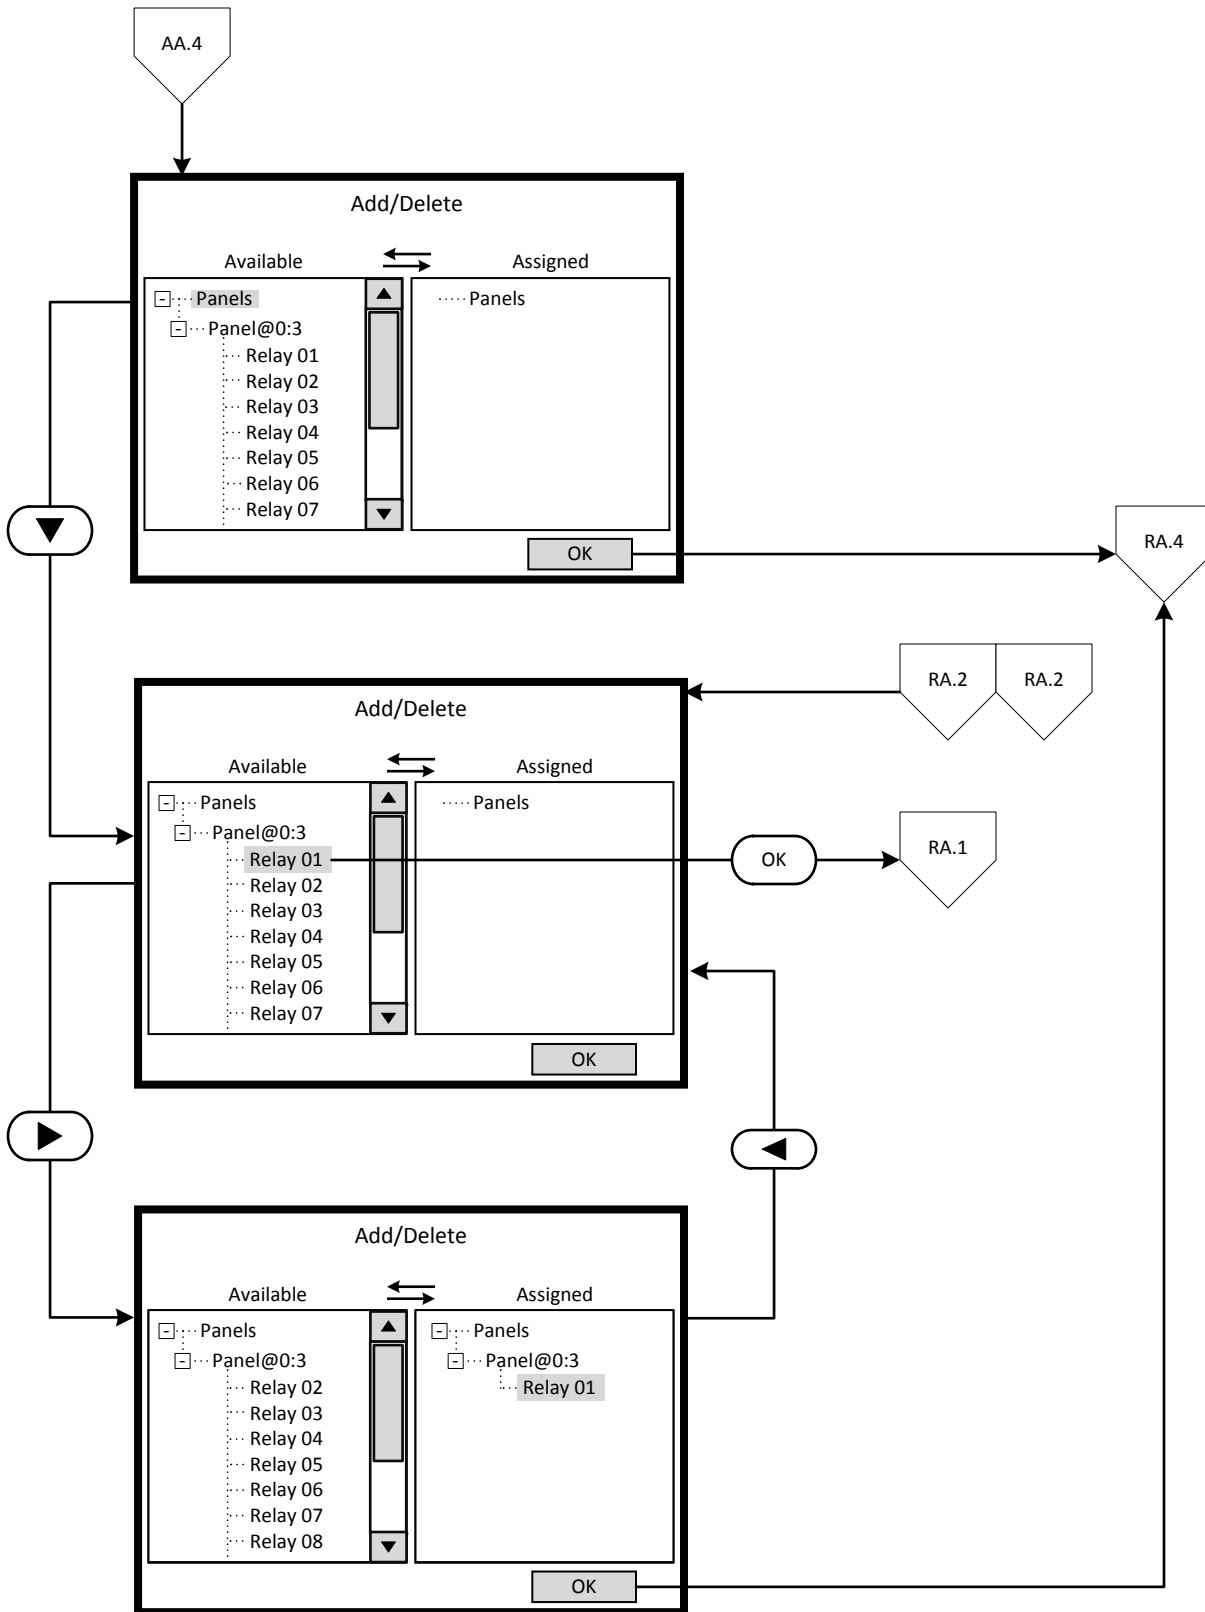 AA.4
Add/Delete
Available
Assigned
Panels
Panel@0:3
Relay 01
Relay 02
Relay 03
Relay 04
Relay 05
Relay 06
Relay 07
Panels
OK
RA.4
RA.2
RA.2
Add/Delete
Available
Assigned
Panels
Panel@0:3
Relay 01
Relay 02
Relay 03
Relay 04
Relay 05
Relay 06
Relay 07
Panels
OK
RA.1
OK
Add/Delete
Available
Assigned
Panels
Panel@0:3
Relay 02
Relay 03
Relay 04
Relay 05
Relay 06
Relay 07
Relay 08
Panels
Panel@0:3
Relay 01
OK